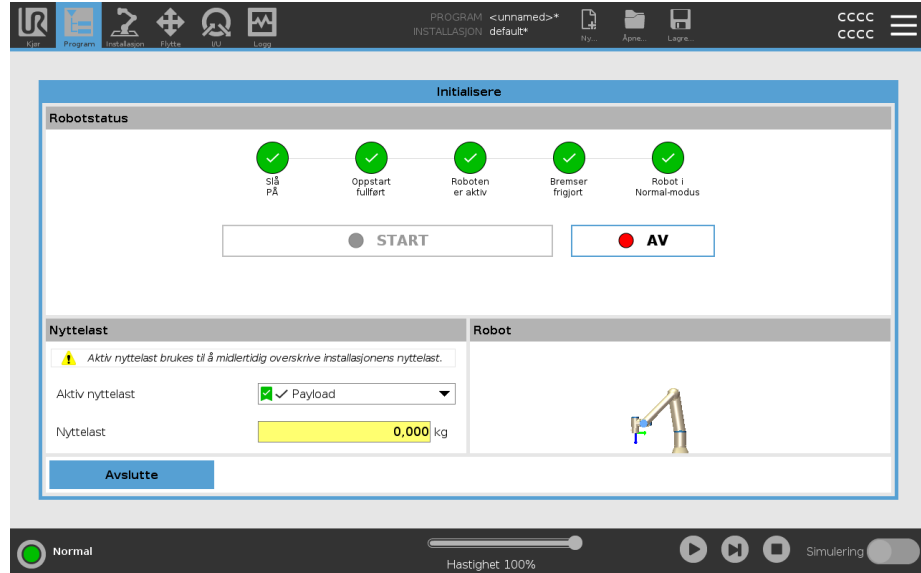 PROGRAM <unnamed>*
INSTALLASJON default*
cccc
cccc
Kjør
Program
Installasjon
Flytte
I/U
Logg
Ny...
Åpne...
Lagre...
Initialisere
Robotstatus
Slå
PÅ
Oppstart
fullført
Roboten
er aktiv
Bremser
frigjort
Robot i
Normal-modus
START
AV
Nyttelast
Robot
Aktiv nyttelast brukes til å midlertidig overskrive installasjonens nyttelast.
Aktiv nyttelast
Payload
Nyttelast
0,000 kg
Avslutte
Normal
Hastighet 100%
Simulering